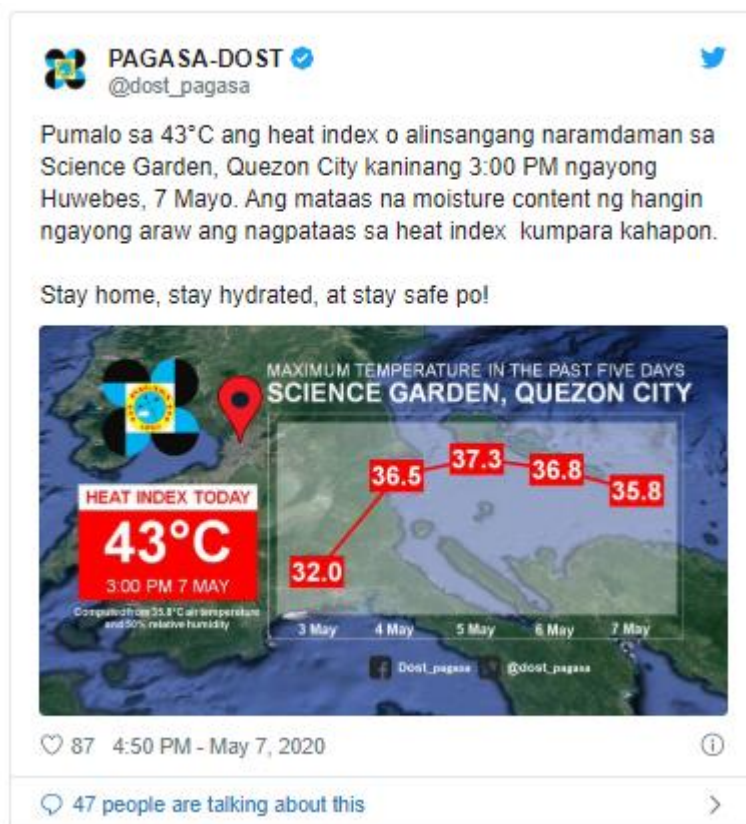 PAGASA-DOST
@dost_pagasa
Pumalo sa 43°C ang heat index o alinsangang naramdaman sa
Science Garden, Quezon City kaninang 3:00 PM ngayong
Huwebes, 7 Mayo. Ang mataas na moisture content ng hangin
ngayong araw ang nagpataas sa heat index kumpara kahapon.
Stay home, stay hydrated, at stay safe po!
MAXIMUM TEMPERATURE IN THE PAST FIVE DAYS
SCIENCE GARDEN, QUEZON CITY
HEAT INDEX TODAY
43°C
3:00 PM 7 MAY
Computed from 35.8°C air temperature
and 50% relative humidity
32.0
36.5
37.3
36.8
35.8
3 May 4 May 5 May 6 May 7 May
Dost_pagasa @dost_pagasa
87 4:50 PM - May 7, 2020
47 people are talking about this